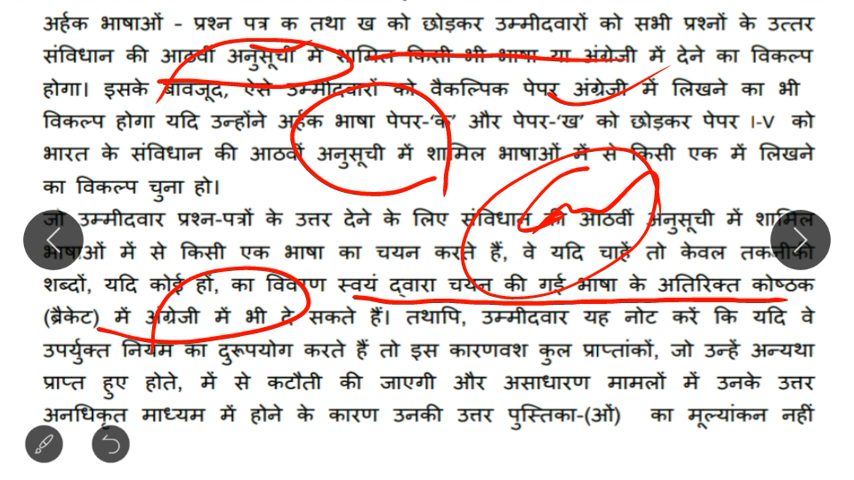 अर्हक भाषाओं – प्रश्न पत्र क तथा ख को छोड़कर उम्मीदवारों को सभी प्रश्नों के उत्तर
संविधान की आठवीं अनुसूची में शामिल किसी भी भाषा या अंग्रेजी में देने का विकल्प
होगा। इसके बावजूद, ऐसे उम्मीदवारों को वैकल्पिक पेपर अंग्रेजी में लिखने का भी
विकल्प होगा यदि उन्होंने अर्हक भाषा पेपर-‘क’ और पेपर-‘ख’ को छोड़कर पेपर I-V को
भारत के संविधान की आठवीं अनुसूची में शामिल भाषाओं में से किसी एक में लिखने
का विकल्प चुना हो।
जो उम्मीदवार प्रश्न-पत्रों के उत्तर देने के लिए संविधान की आठवीं अनुसूची में शामिल
भाषाओं में से किसी एक भाषा का चयन करते हैं, वे यदि चाहें तो केवल तकनीकी
शब्दों, यदि कोई हो, का विवरण स्वयं द्वारा चयन की गई भाषा के अतिरिक्त कोष्ठक
(ब्रैकेट) में अंग्रेजी में भी दे सकते हैं। तथापि, उम्मीदवार यह नोट करें कि यदि वे
उपर्युक्त नियम का दुरूपयोग करते हैं तो इस कारणवश कुल प्राप्तांकों, जो उन्हें अन्यथा
प्राप्त हुए होते, में से कटौती की जाएगी और असाधारण मामलों में उनके उत्तर
अनधिकृत माध्यम में होने के कारण उनकी उत्तर पुस्तिका-(ओं) का मूल्यांकन नहीं